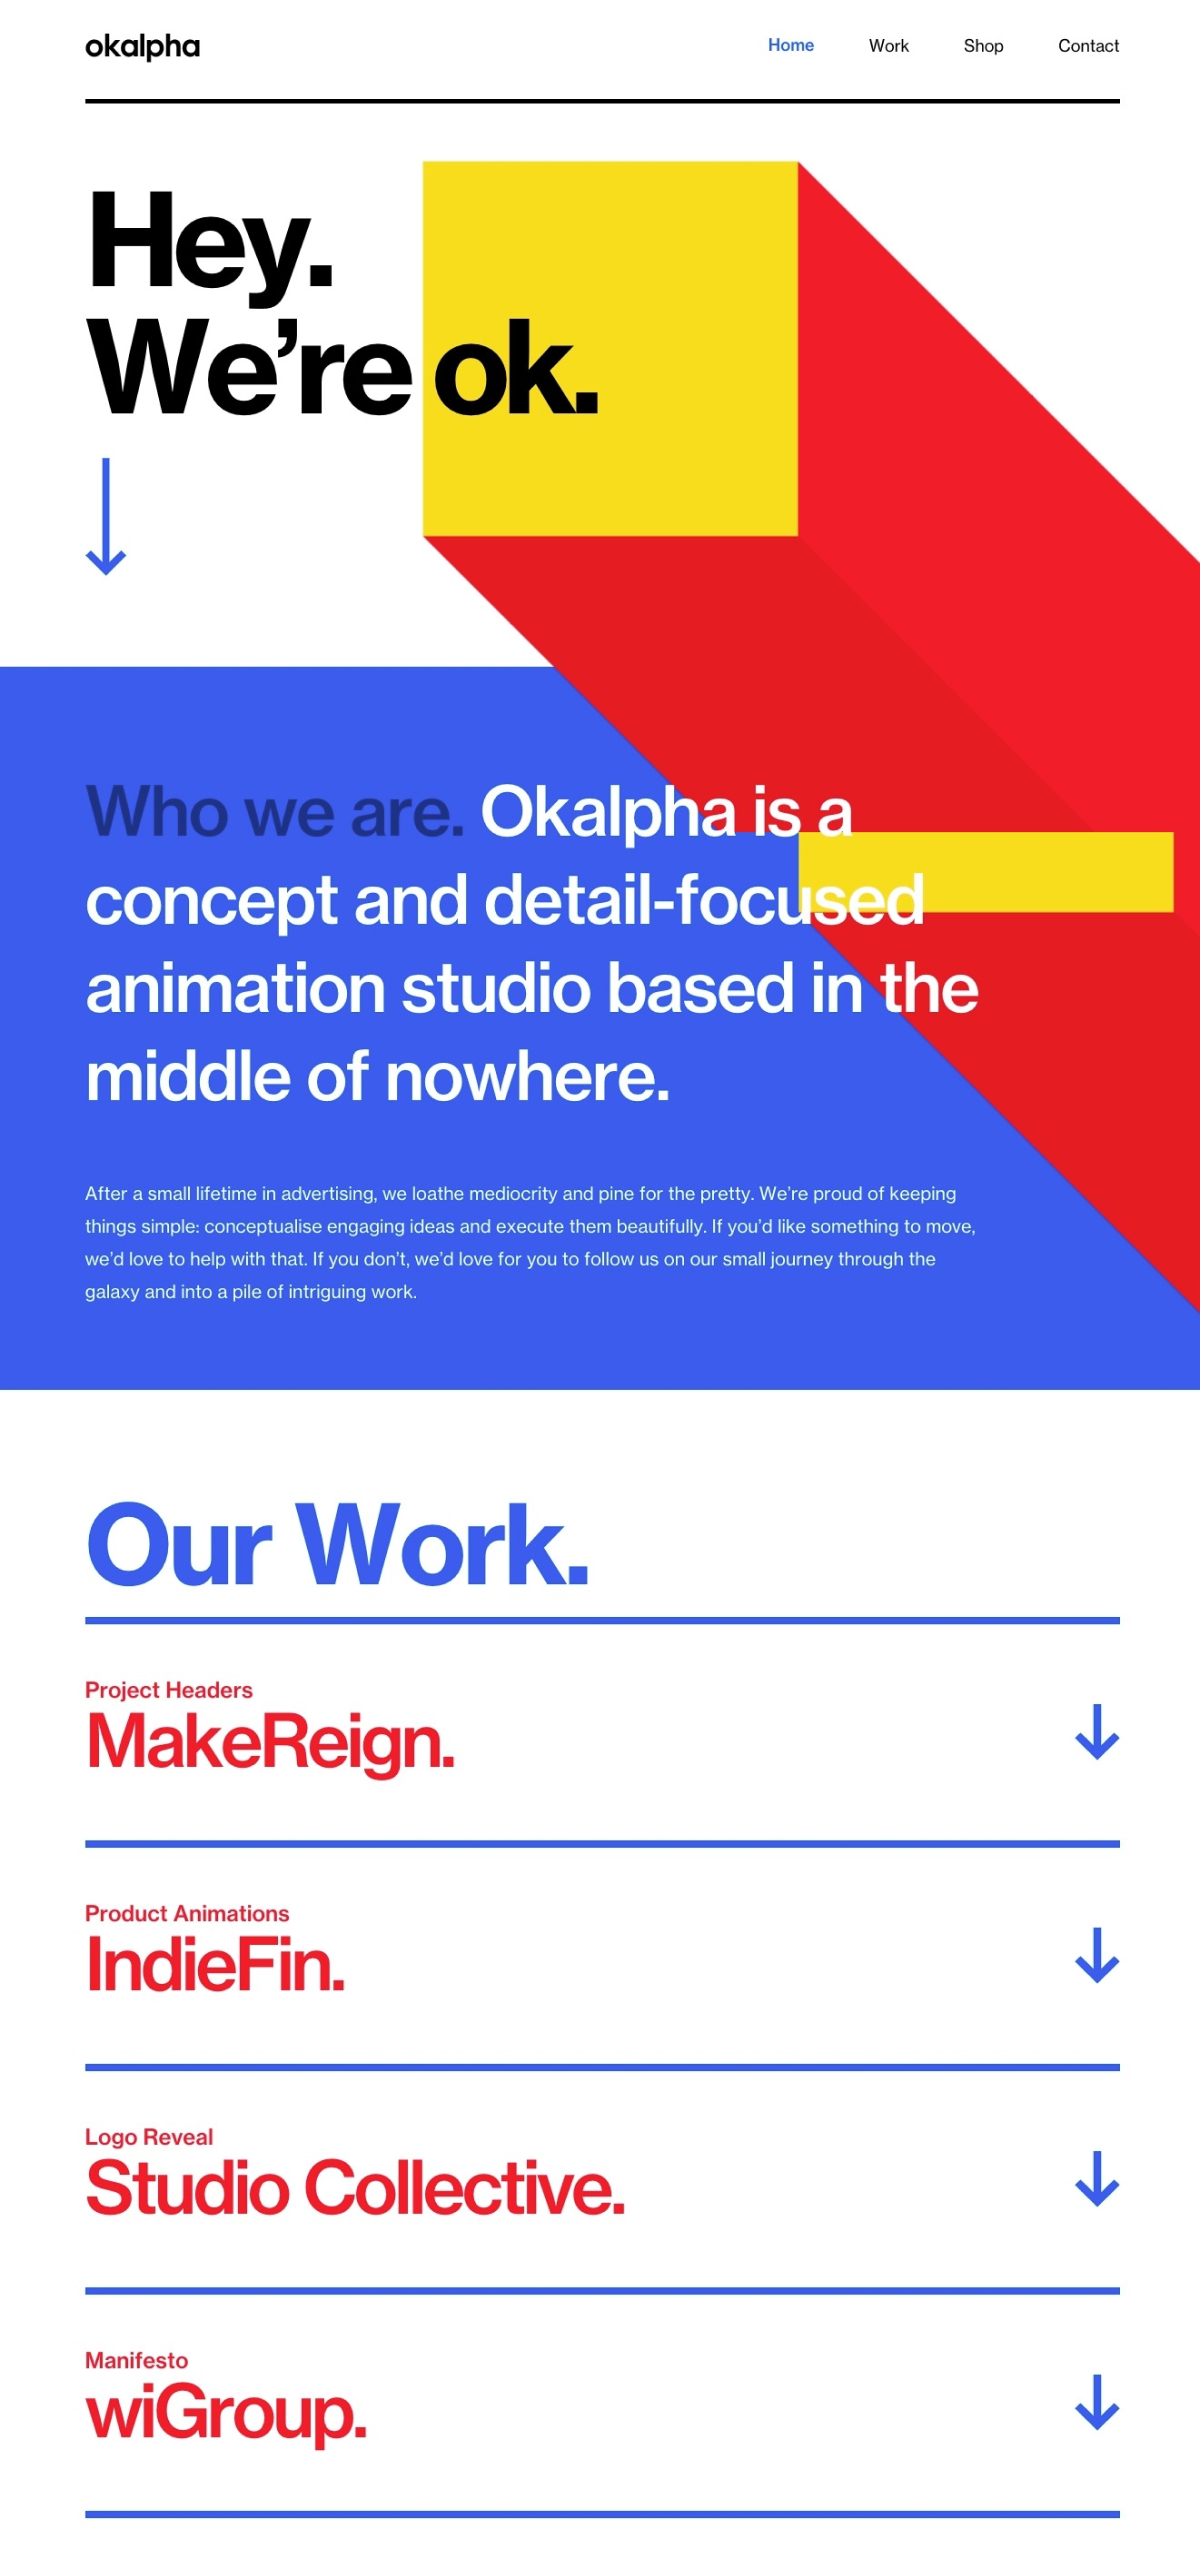 okalpha
Home Work Shop Contact
Hey.
We’re ok.
Who we are. Okalpha is a
concept and detail-focused
animation studio based in the
middle of nowhere.
After a small lifetime in advertising, we loathe mediocrity and pine for the pretty. We’re proud of keeping
things simple: conceptualise engaging ideas and execute them beautifully. If you’d like something to move,
we’d love to help with that. If you don’t, we’d love for you to follow us on our small journey through the
galaxy and into a pile of intriguing work.
Our Work.
Project Headers
MakeReign.
Product Animations
IndieFin.
Logo Reveal
Studio Collective.
Manifesto
wiGroup.